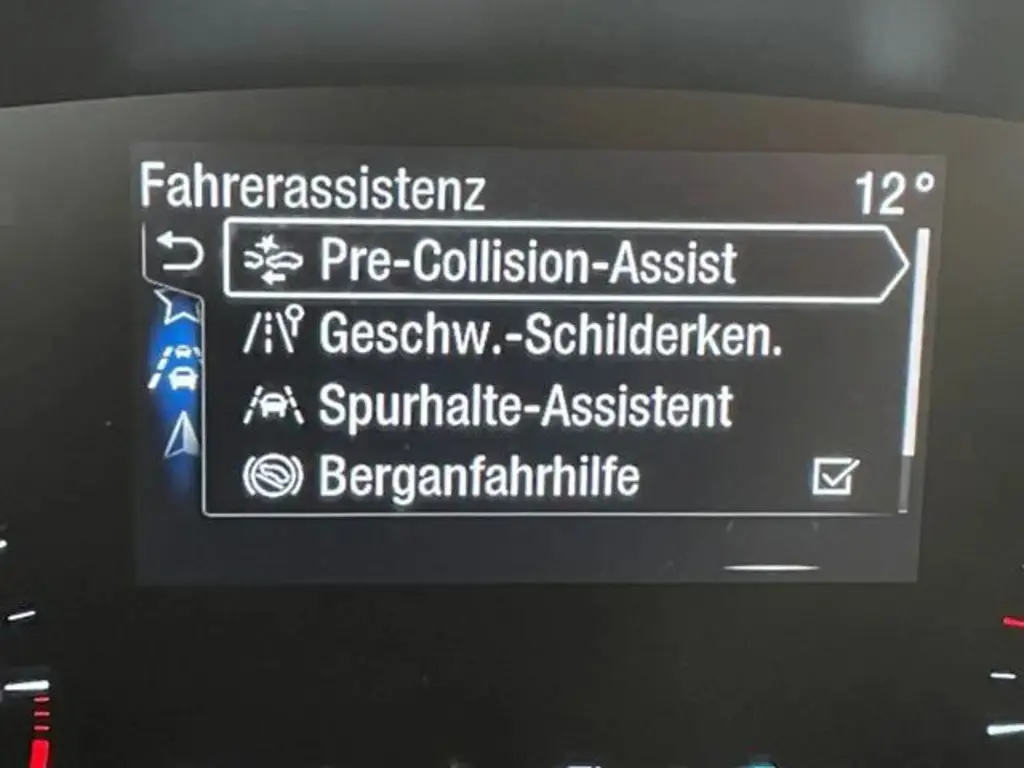 Fahrerassistenz 12°
Pre-Collision-Assist
Geschw.-Schilderken.
Spurhalte-Assistent
Berganfahrhilfe